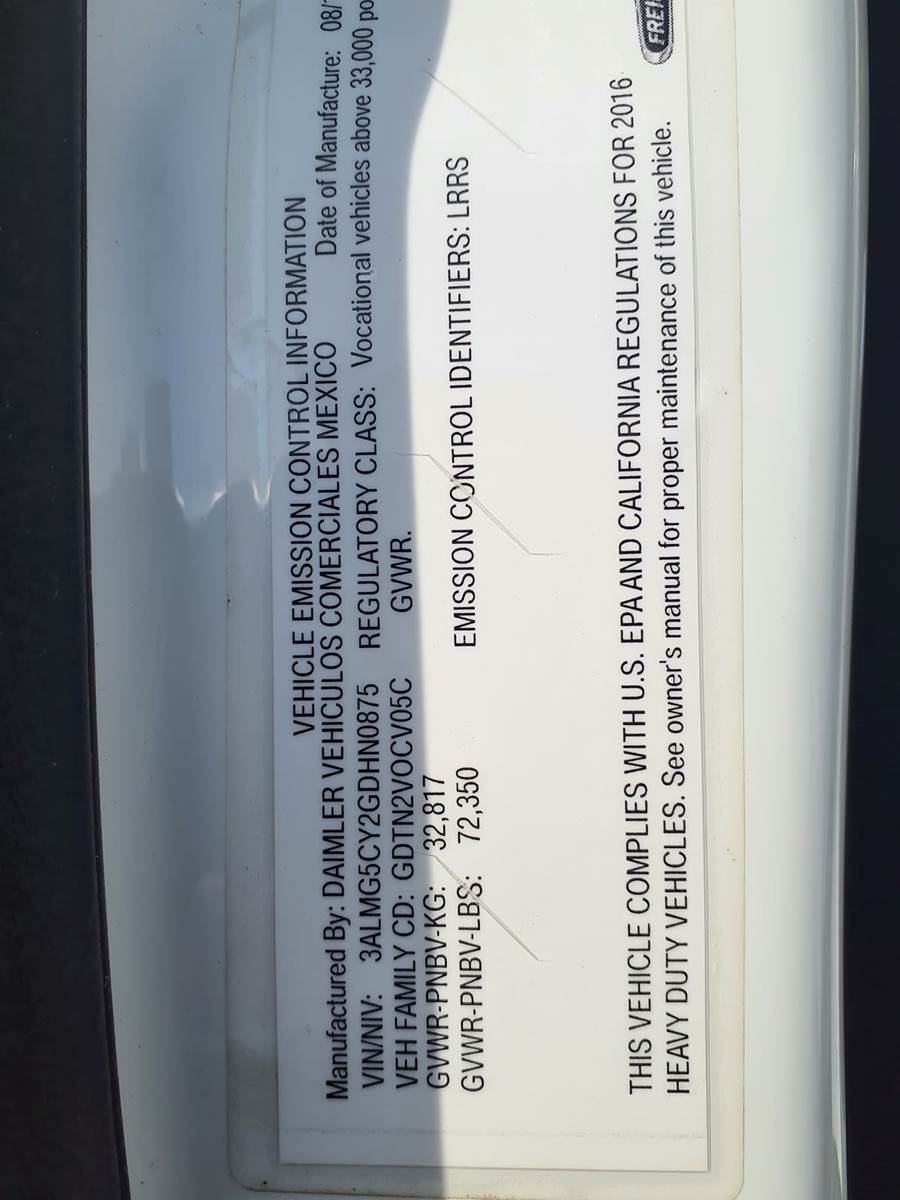 VEHICLE EMISSION CONTROL INFORMATION
Manufactured By: DAIMLER VEHICULOS COMERCIALES MEXICO Date of Manufacture: 08/
VIN/NIV: 3ALMG5CY2GDHN0875 REGULATORY CLASS: Vocational vehicles above 33,000 po
VEH FAMILY CD: GDTN2VOCV05C GVWR.
GVWR-PNBV-KG: 32,817
GVWR-PNBV-LBS: 72,350 EMISSION CONTROL IDENTIFIERS: LRRS
THIS VEHICLE COMPLIES WITH U.S. EPA AND CALIFORNIA REGULATIONS FOR 2016
HEAVY DUTY VEHICLES. See owner's manual for proper maintenance of this vehicle.
FREI